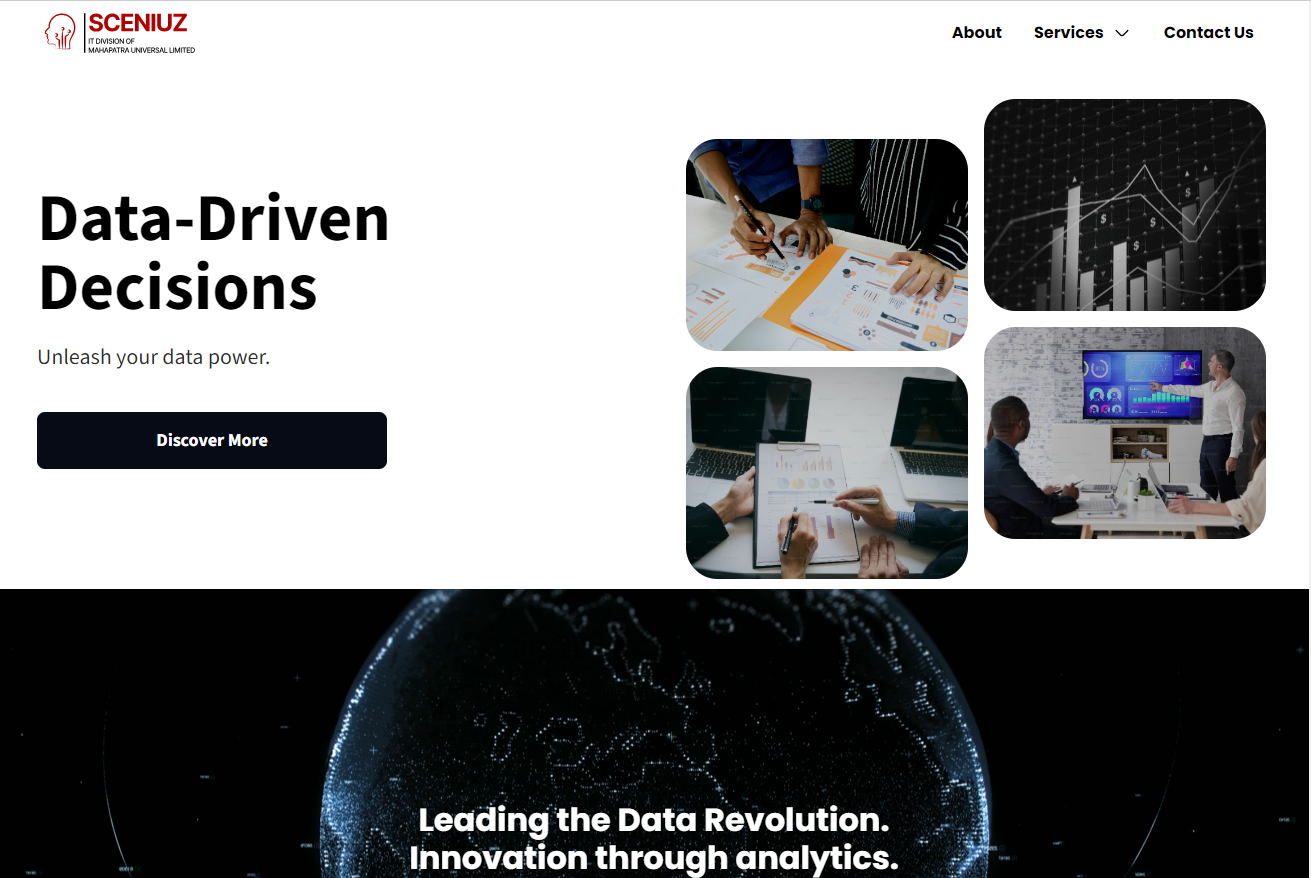 SCENIUZ
IT DIVISION OF
MAHAPATRA UNIVERSAL LIMITED
About
Services
Contact Us
Data-Driven
Decisions
Unleash your data power.
Discover More
$
$
$
$
Leading the Data Revolution.
Innovation through analytics.